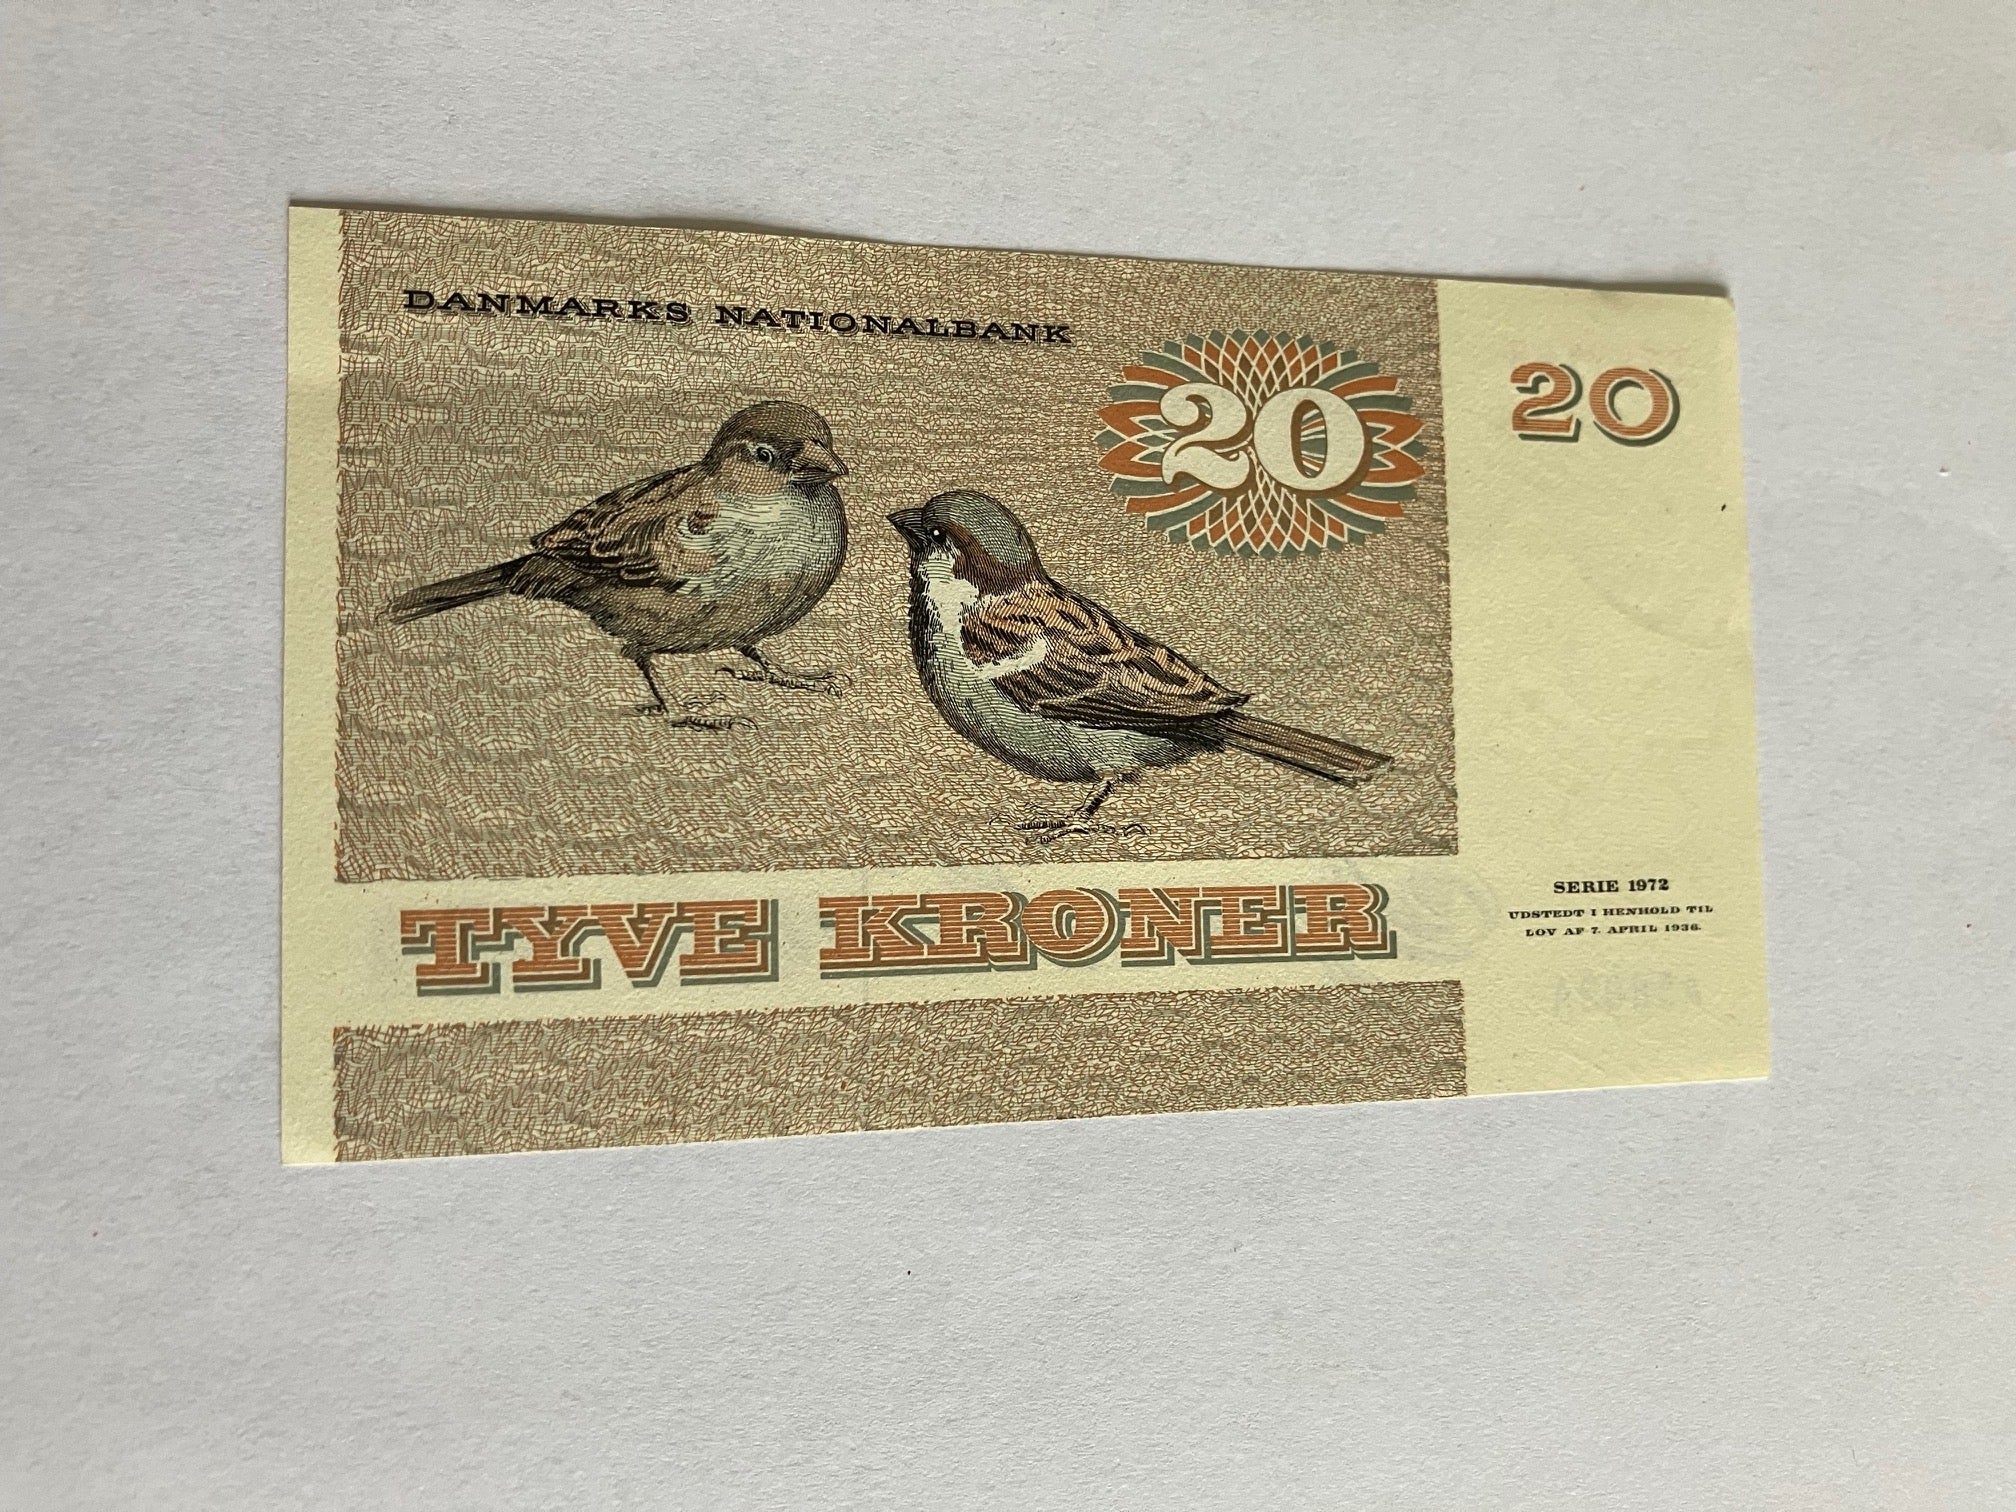 DANMARKS NATIONALBANK
20
20
TYVE KRONER
SERIE 1972
UDSTEDT I HENHOLD TIL
LOV AF 7. APRIL 1936.